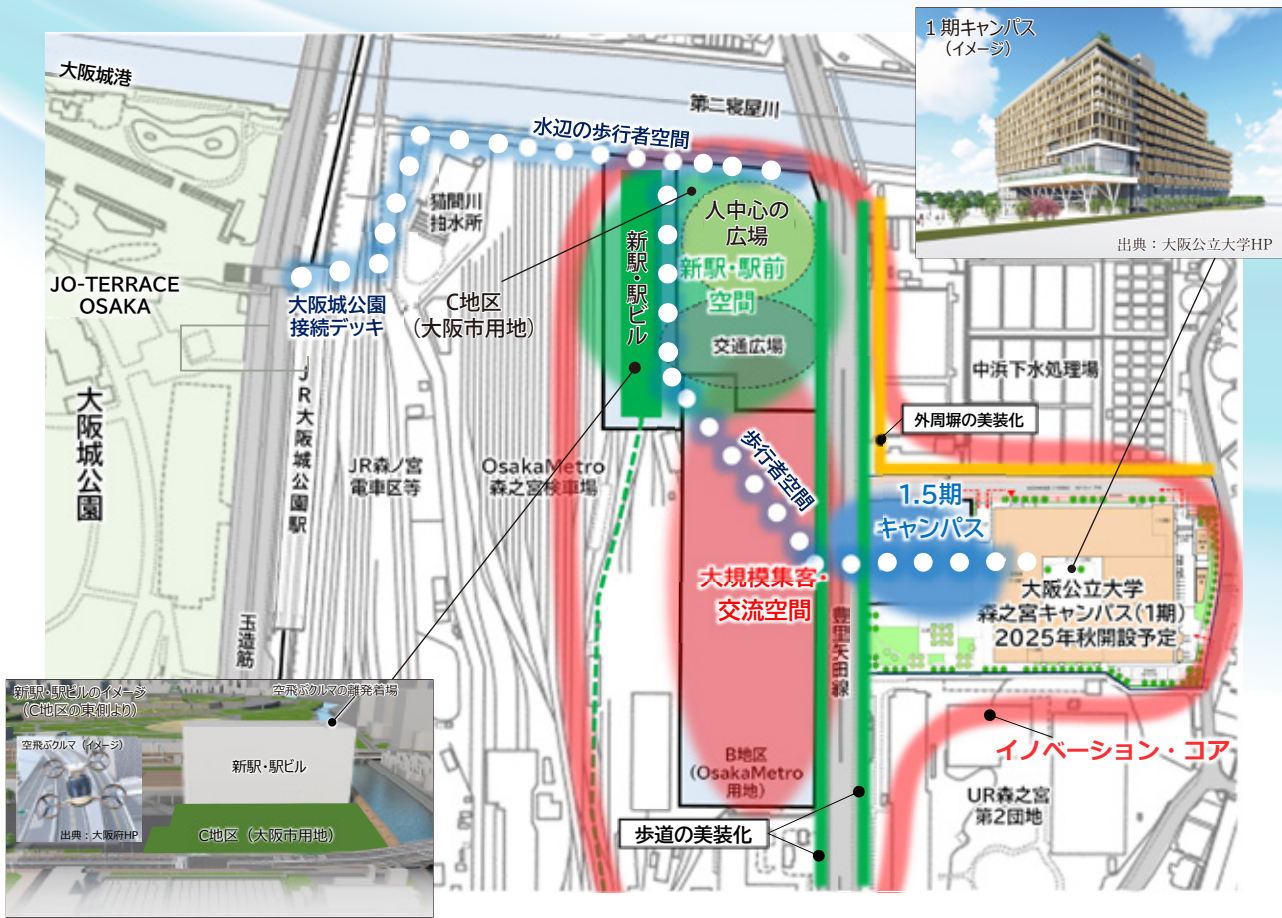 1期キャンパス
(イメージ)
出典：大阪公立大学HP
大阪城港
第二寝屋川
水辺の歩行者空間
猫間川
抽水所
人中心の
広場
新駅・駅ビル
新駅・駅前
空間
JO-TERRACE
OSAKA
大阪城公園
接続デッキ
C地区
(大阪市用地)
交通広場
中浜下水処理場
大阪城公園
JR大阪城公園駅
外周塀の美装化
歩行者空間
JR森ノ宮
電車区等
OsakaMetro
森之宮検車場
1.5期
キャンパス
大規模集客・
交流空間
大阪公立大学
森之宮キャンパス(1期)
2025年秋開設予定
玉造筋
豊里矢田線
新駅・駅ビルのイメージ
(C地区の東側より)
空飛ぶクルマの離発着場
空飛ぶクルマ (イメージ)
新駅・駅ビル
出典：大阪府HP
C地区 (大阪市用地)
B地区
(OsakaMetro
用地)
イノベーション・コア
UR森之宮
第2団地
歩道の美装化